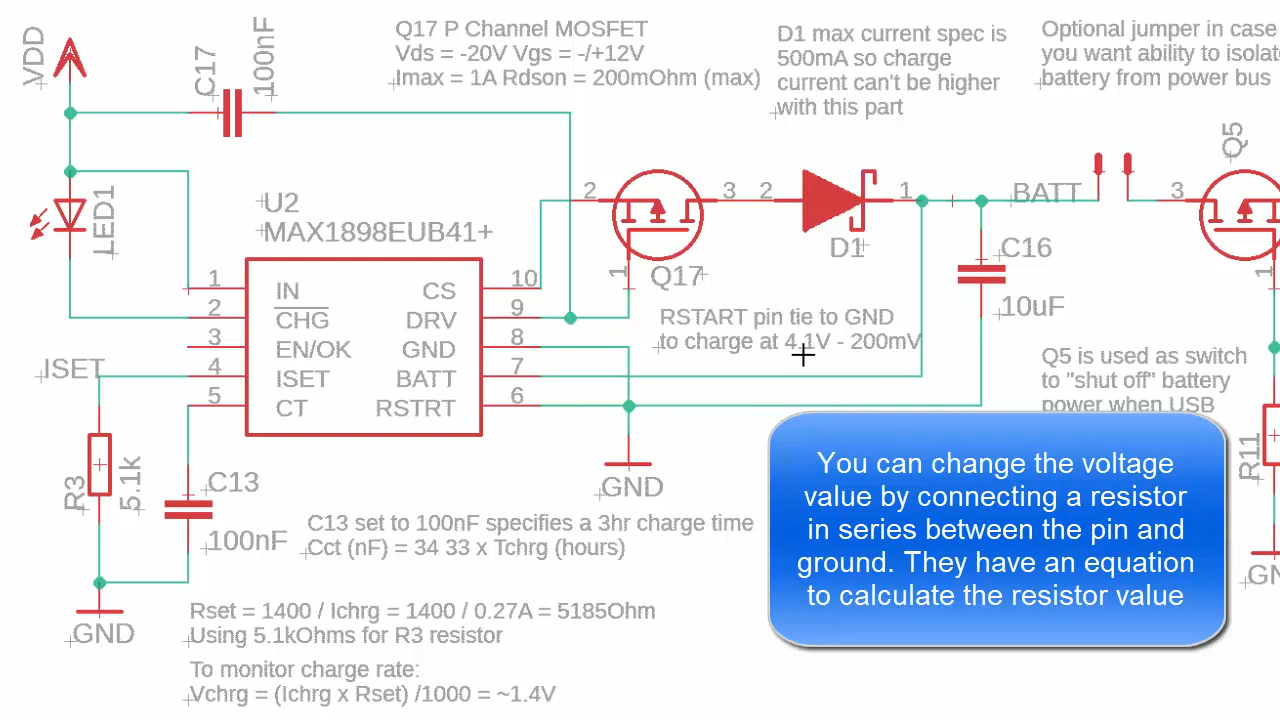 VDD
C17
100nF
Q17 P Channel MOSFET
Vds = -20V Vgs = -/+12V
Imax = 1A Rdson = 200mOhm (max)
D1 max current spec is
500mA so charge
current can't be higher
with this part
Optional jumper in case
you want ability to isolat
battery from power bus
LED1
U2
MAX1898EUB41+
1
2
3
4
5
IN
CHG
EN/OK
ISET
CT
CS
DRV
GND
BATT
RSTRT
10
9
8
7
6
2
3
1
Q17
2
1
D1
BATT
3
Q5
1
C16
10uF
RSTART pin tie to GND
to charge at 4.1V - 200mV
Q5 is used as switch
to "shut off" battery
power when USB
ISET
R3
5.1k
C13
100nF
GND
GND
R11
GN
C13 set to 100nF specifies a 3hr charge time
Cct (nF) = 34 33 x Tchrg (hours)
Rset = 1400 / Ichrg = 1400 / 0.27A = 5185Ohm
Using 5.1kOhms for R3 resistor
To monitor charge rate:
Vchrg = (Ichrg x Rset) /1000 = ~1.4V
You can change the voltage
value by connecting a resistor
in series between the pin and
ground. They have an equation
to calculate the resistor value